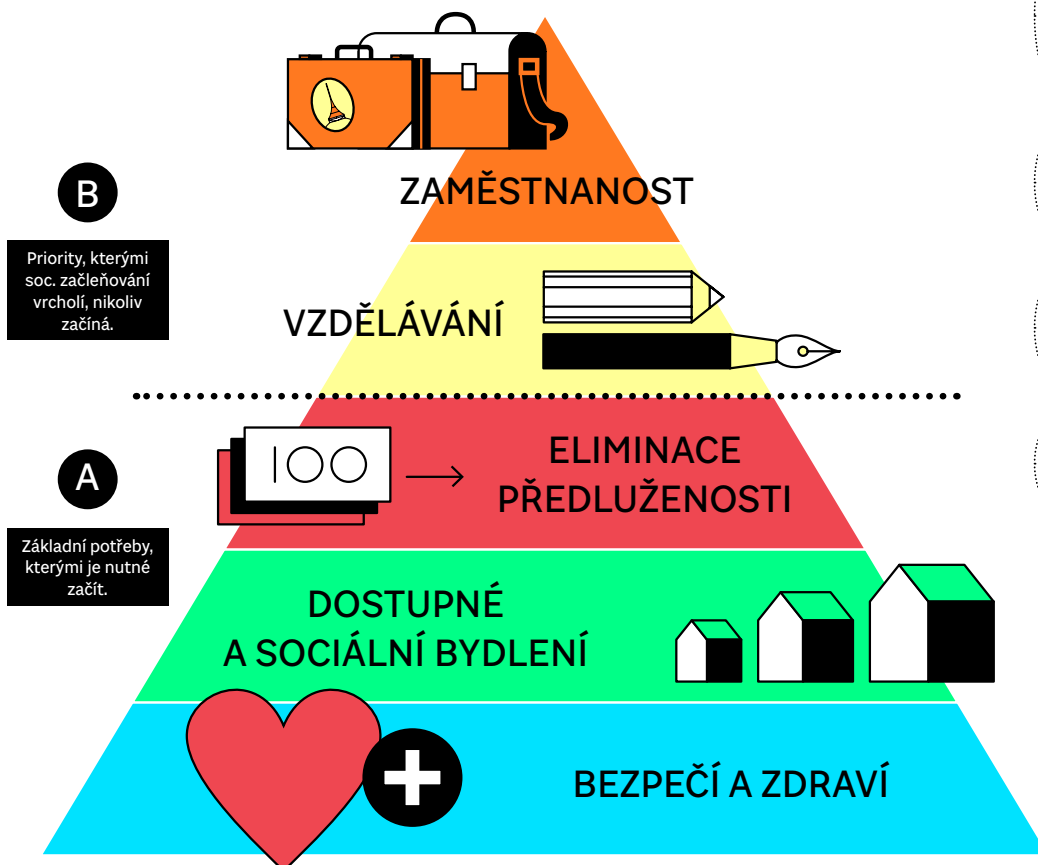 ZAMĚSTNANOST
B
Priority, kterými
soc. začleňování
vrcholí, nikoliv
začíná.
VZDĚLÁVÁNÍ
100
ELIMINACE
PŘEDLUŽENOSTI
A
Základní potřeby,
kterými je nutné
začít.
DOSTUPNÉ
A SOCIÁLNÍ BYDLENÍ
BEZPEČÍ A ZDRAVÍ